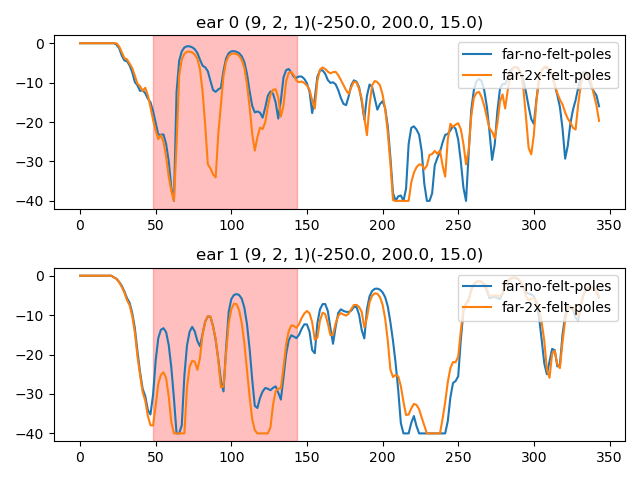 ear 0 (9, 2, 1)(-250.0, 200.0, 15.0)
0
−10
−20
−30
−40
far-no-felt-poles
far-2x-felt-poles
0 50 100 150 200 250 300 350
ear 1 (9, 2, 1)(-250.0, 200.0, 15.0)
0
−10
−20
−30
−40
far-no-felt-poles
far-2x-felt-poles
0 50 100 150 200 250 300 350